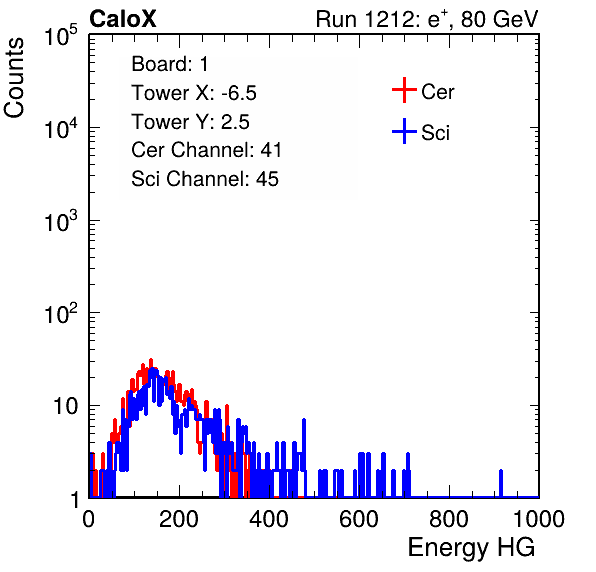 CaloX Run 1212: e⁺, 80 GeV
Counts
10⁵
10⁴
10³
10²
10
1
Board: 1
Tower X: -6.5
Tower Y: 2.5
Cer Channel: 41
Sci Channel: 45
Cer
Sci
0 200 400 600 800 1000
Energy HG